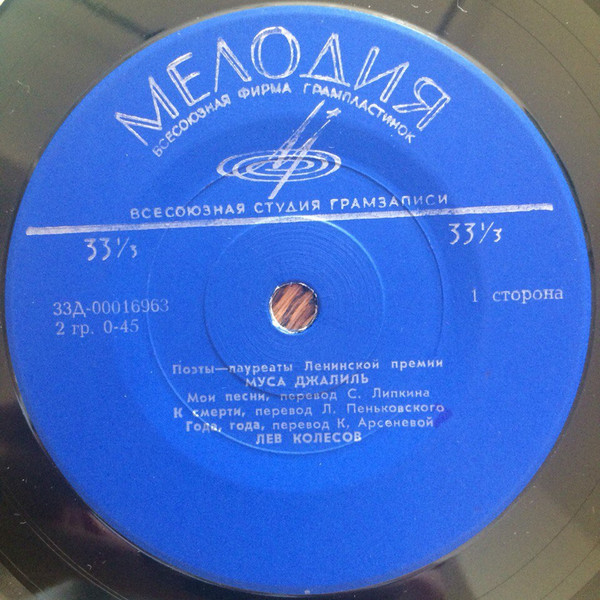 МЕЛОДИЯ
ВСЕСОЮЗНАЯ ФИРМА ГРАМПЛАСТИНОК
ВСЕСОЮЗНАЯ СТУДИЯ ГРАМЗАПИСИ
33⅓ 33⅓
33Д-00016963 1 сторона
2 гр. 0-45
Поэты—лауреаты Ленинской премии
МУСА ДЖАЛИЛЬ
Мои песни, перевод С. Липкина
К смерти, перевод Л. Пеньковского
Года, года, перевод К. Арсеневой
ЛЕВ КОЛЕСОВ